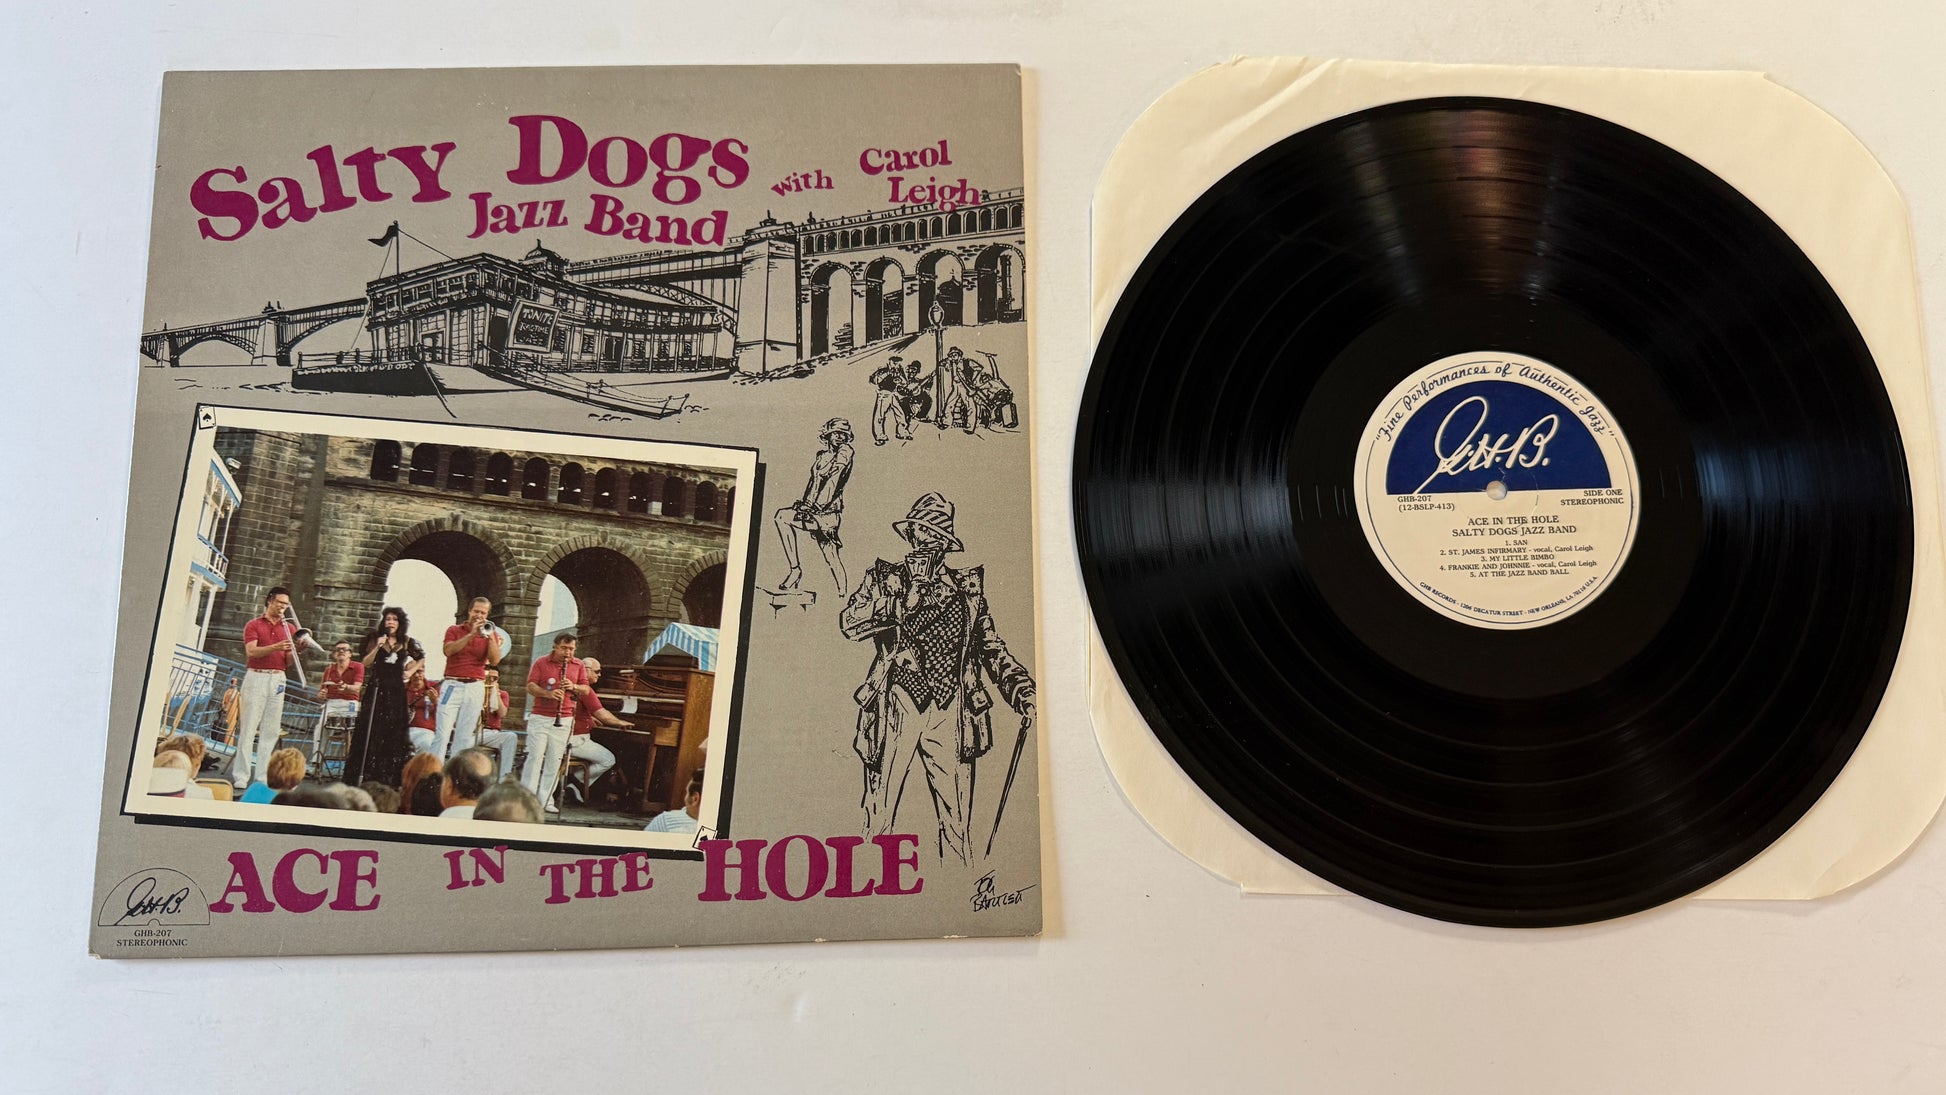 Salty Dogs
Jazz Band
with Carol
Leigh
TONITE
RAGTIME
ACE IN THE HOLE
G.H.B.
GHB-207
STEREOPHONIC
"Fine Performances of Authentic Jazz"
G.H.B.
GHB-207
(12-BSLP-413)
SIDE ONE
STEREOPHONIC
ACE IN THE HOLE
SALTY DOGS JAZZ BAND
1. SAN
2. ST. JAMES INFIRMARY - vocal, Carol Leigh
3. MY LITTLE BIMBO
4. FRANKIE AND JOHNNIE - vocal, Carol Leigh
5. AT THE JAZZ BAND BALL
GHB RECORDS - 1206 DECATUR STREET - NEW ORLEANS, LA 70116 U.S.A.